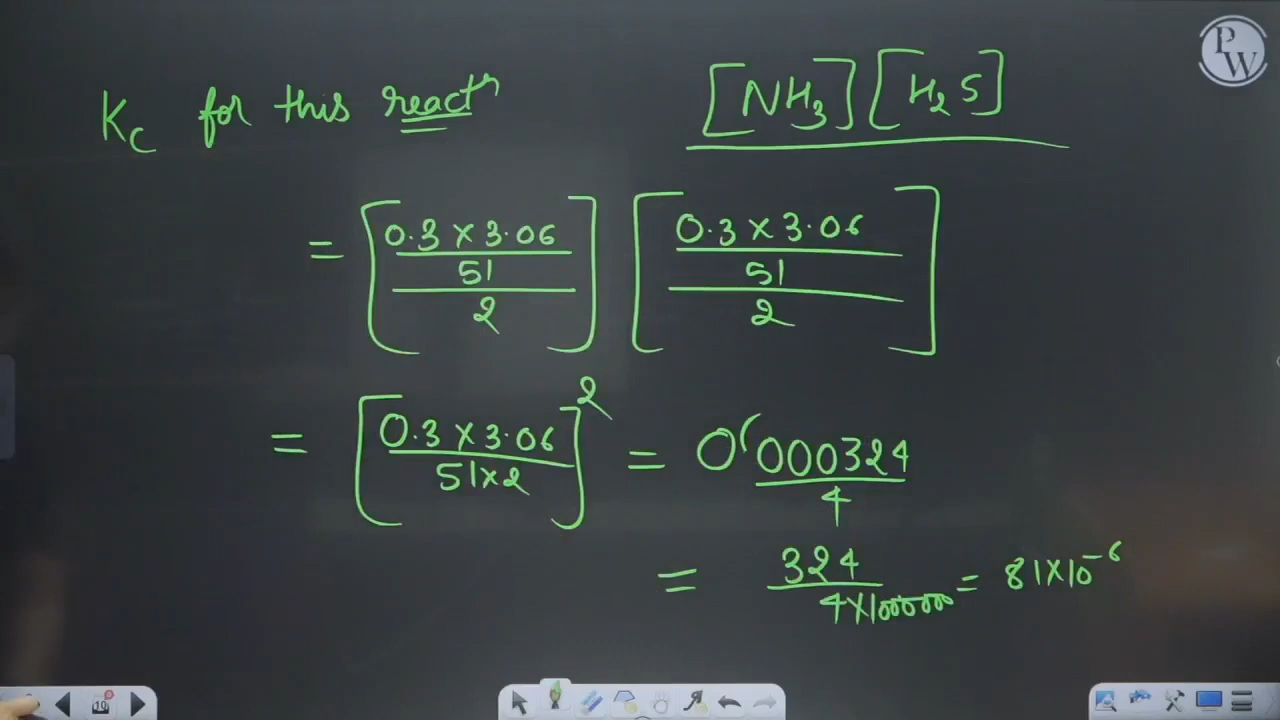 PW
Kc for this reactn [NH₃][H₂S]
= [0.3 × 3.06 / 51 / 2] [0.3 × 3.06 / 51 / 2]
= [0.3 × 3.06 / 51×2]² = 0.000324 / 4
= 324 / 4×1000000 = 81×10⁻⁶